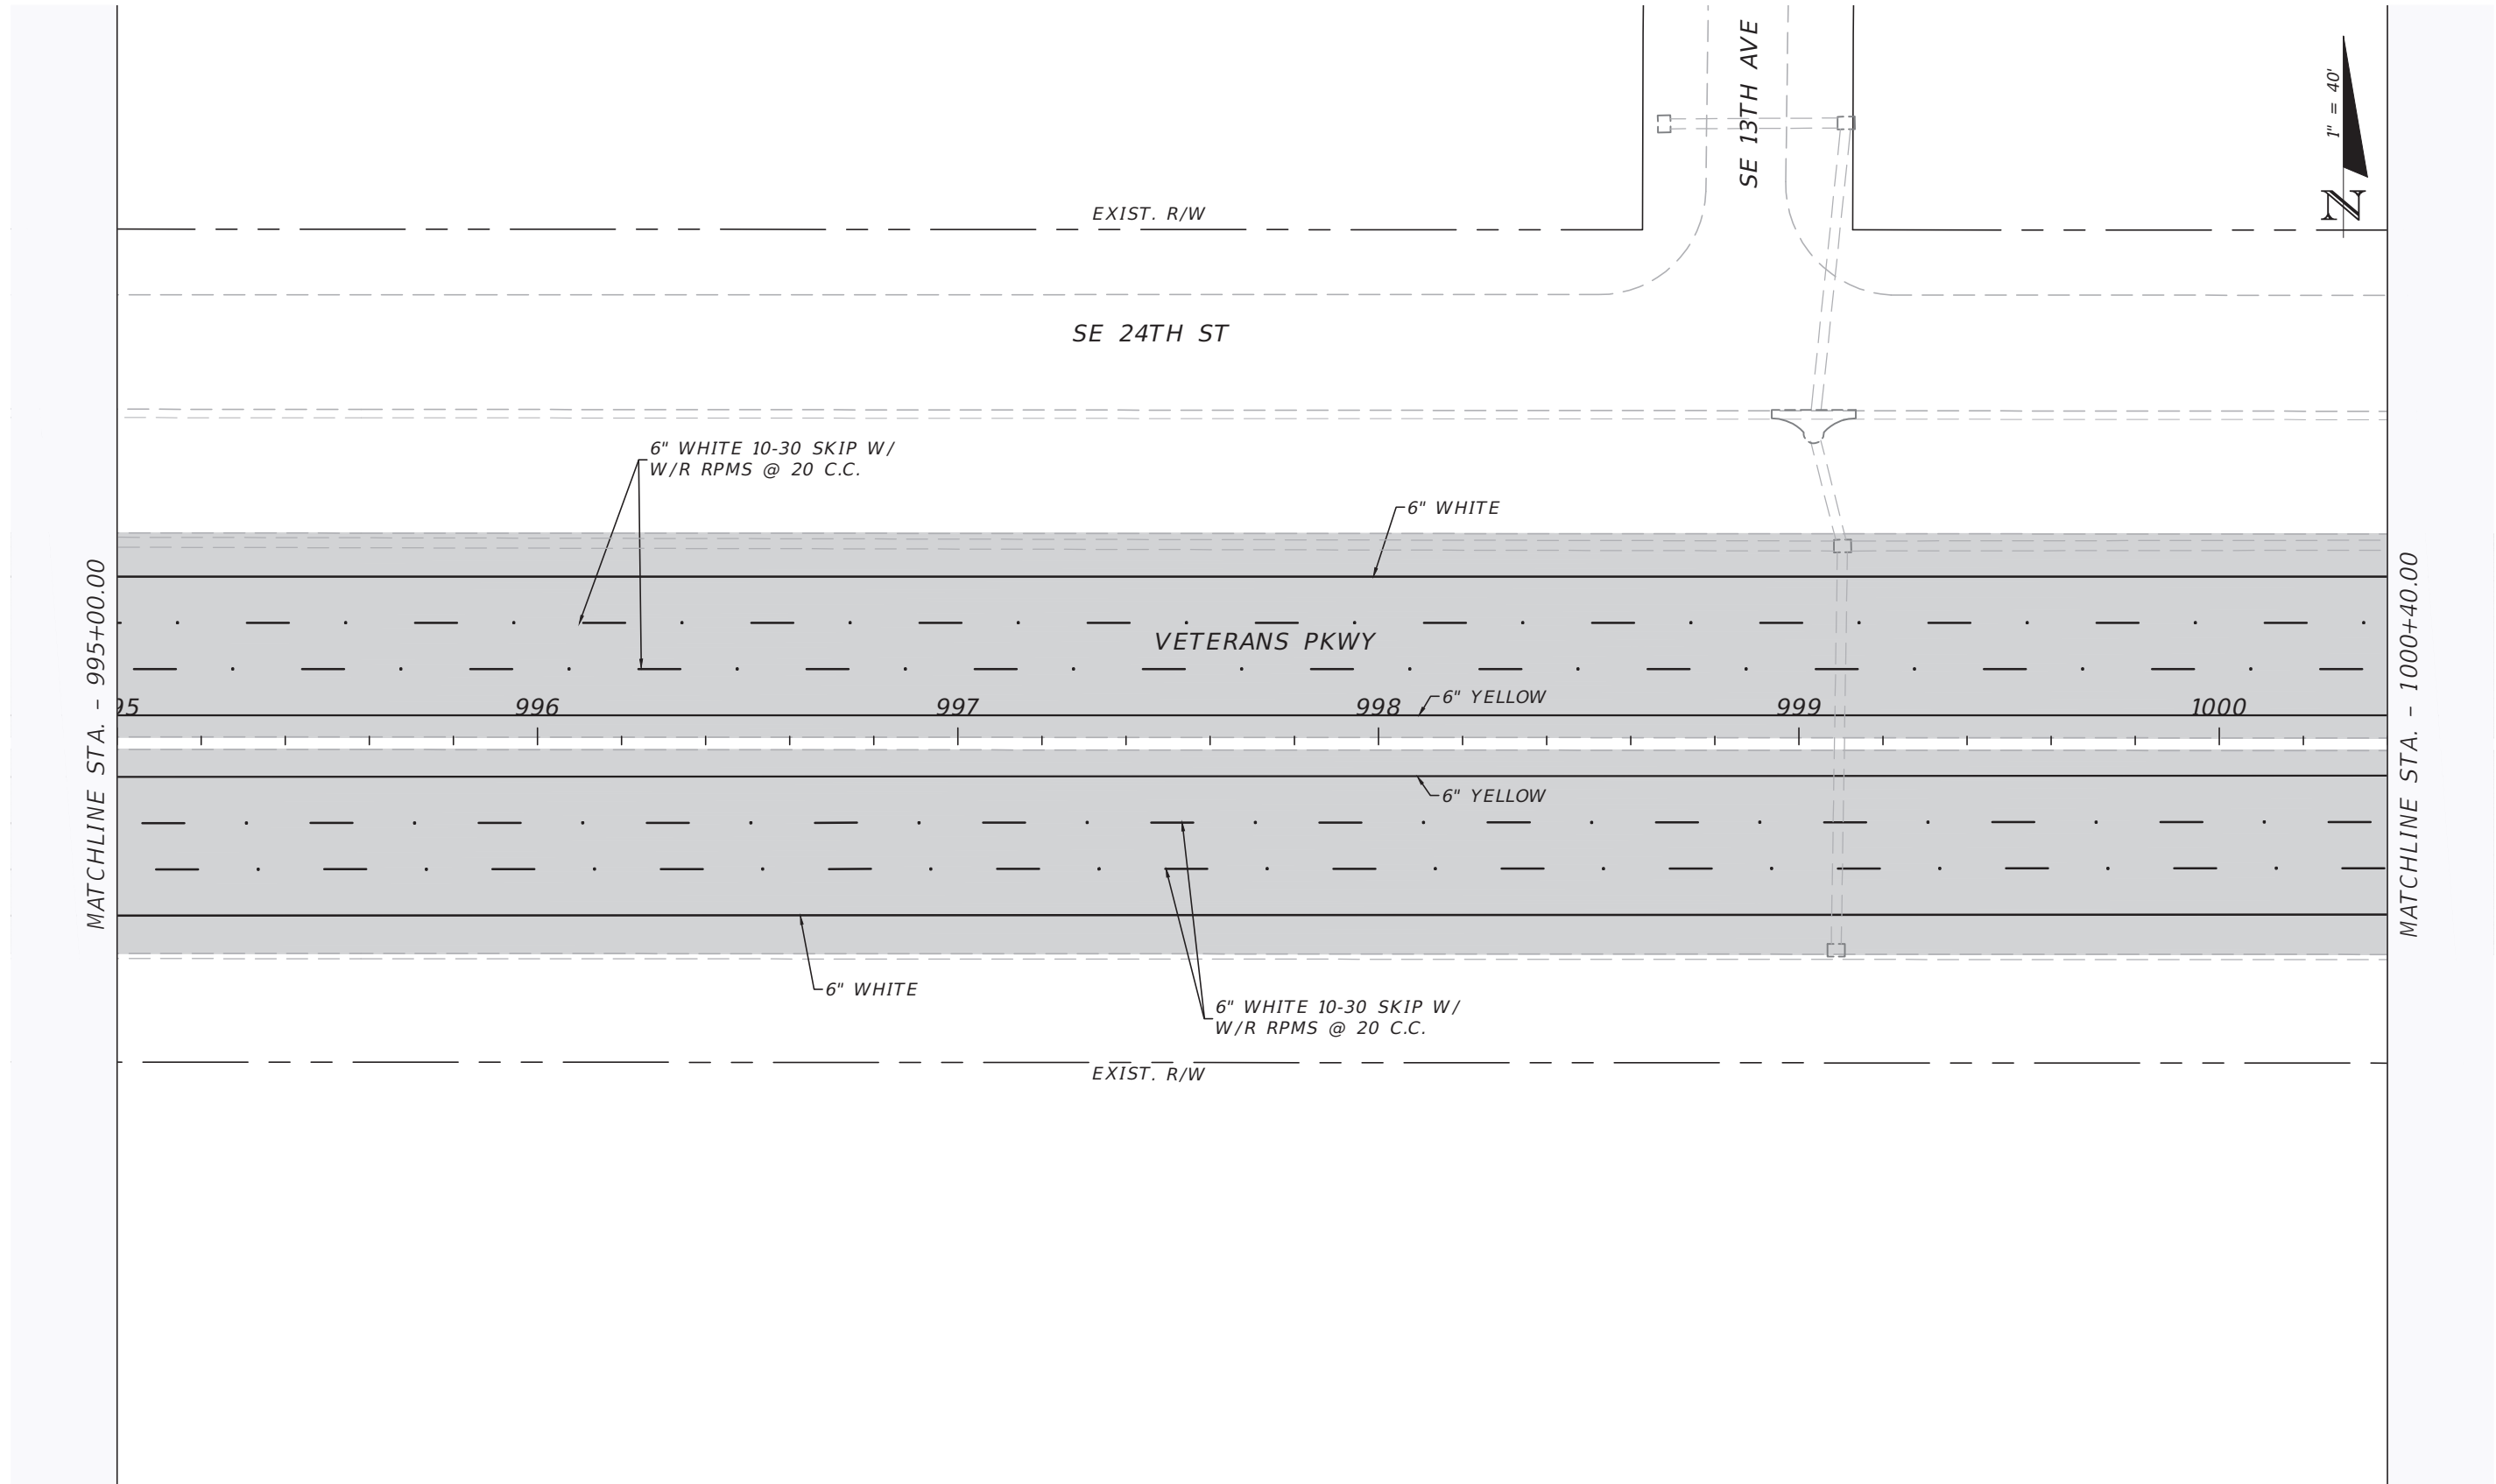 SE 13TH AVE
1" = 40'
N
EXIST. R/W
SE 24TH ST
6" WHITE 10-30 SKIP W/
W/R RPMS @ 20 C.C.
6" WHITE
MATCHLINE STA. - 995+00.00
MATCHLINE STA. - 1000+40.00
VETERANS PKWY
6" YELLOW
95
996
997
998
999
1000
6" YELLOW
6" WHITE
6" WHITE 10-30 SKIP W/
W/R RPMS @ 20 C.C.
EXIST. R/W